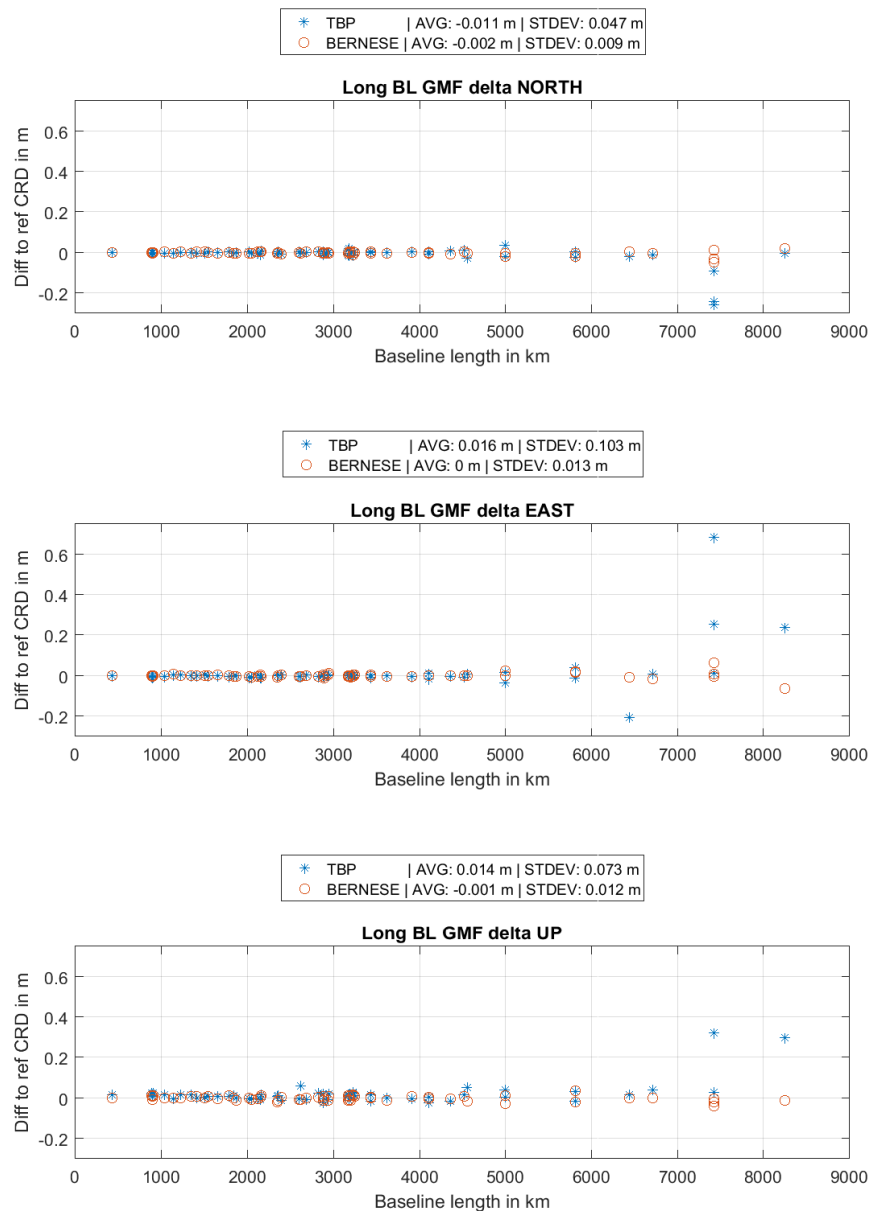 TBP | AVG: -0.011 m | STDEV: 0.047 m
BERNESE | AVG: -0.002 m | STDEV: 0.009 m
Long BL GMF delta NORTH
Diff to ref CRD in m
0.6
0.4
0.2
0
-0.2
0 1000 2000 3000 4000 5000 6000 7000 8000 9000
Baseline length in km
TBP | AVG: 0.016 m | STDEV: 0.103 m
BERNESE | AVG: 0 m | STDEV: 0.013 m
Long BL GMF delta EAST
Diff to ref CRD in m
0.6
0.4
0.2
0
-0.2
0 1000 2000 3000 4000 5000 6000 7000 8000 9000
Baseline length in km
TBP | AVG: 0.014 m | STDEV: 0.073 m
BERNESE | AVG: -0.001 m | STDEV: 0.012 m
Long BL GMF delta UP
Diff to ref CRD in m
0.6
0.4
0.2
0
-0.2
0 1000 2000 3000 4000 5000 6000 7000 8000 9000
Baseline length in km